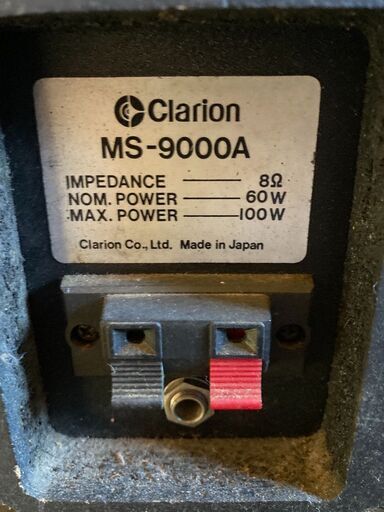 Clarion
MS-9000A
IMPEDANCE 8Ω
NOM. POWER 60W
MAX. POWER 100W
Clarion Co., Ltd. Made in Japan